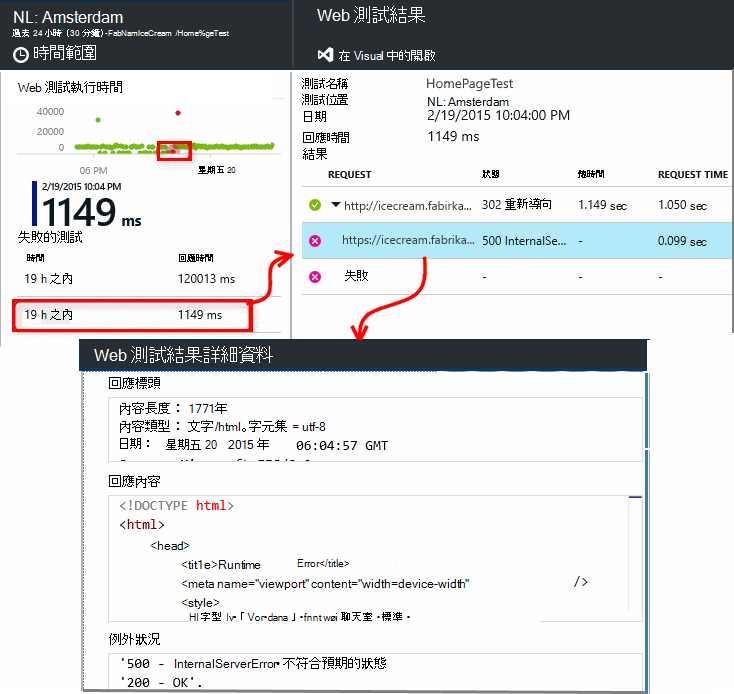 NL: Amsterdam
過去 24 小時 (30 分鐘)-FabNamIceCream /Home%geTest
時間範圍
Web 測試執行時間
40000
20000
0
06 PM
星期五 20
2/19/2015 10:04 PM
1149 ms
失敗的測試
時間 回應時間
19 h 之內 120013 ms
19 h 之內 1149 ms
Web 測試結果
在 Visual 中的開啟
測試名稱 HomePageTest
測試位置 NL: Amsterdam
日期 2/19/2015 10:04:00 PM
回應時間 1149 ms
結果
REQUEST 狀態 總時間 REQUEST TIME
http://icecream.fabirka... 302 重新導向 1.149 sec 1.050 sec
https://icecream.fabrika... 500 InternalSe... - 0.099 sec
失敗 - - -
Web 測試結果詳細資料
回應標頭
內容長度： 1771年
內容類型： 文字/html。字元集 = utf-8
日期： 星期五 20 2015 年 06:04:57 GMT
回應內容
<!DOCTYPE html>
<html>
<head>
<tit1e>Runtime Error</title>
<meta name="viewport" content="width=device-width" />
<style>
例外狀況
'500 - InternalServerError• 不符合預期的狀態
'200 - OK'.